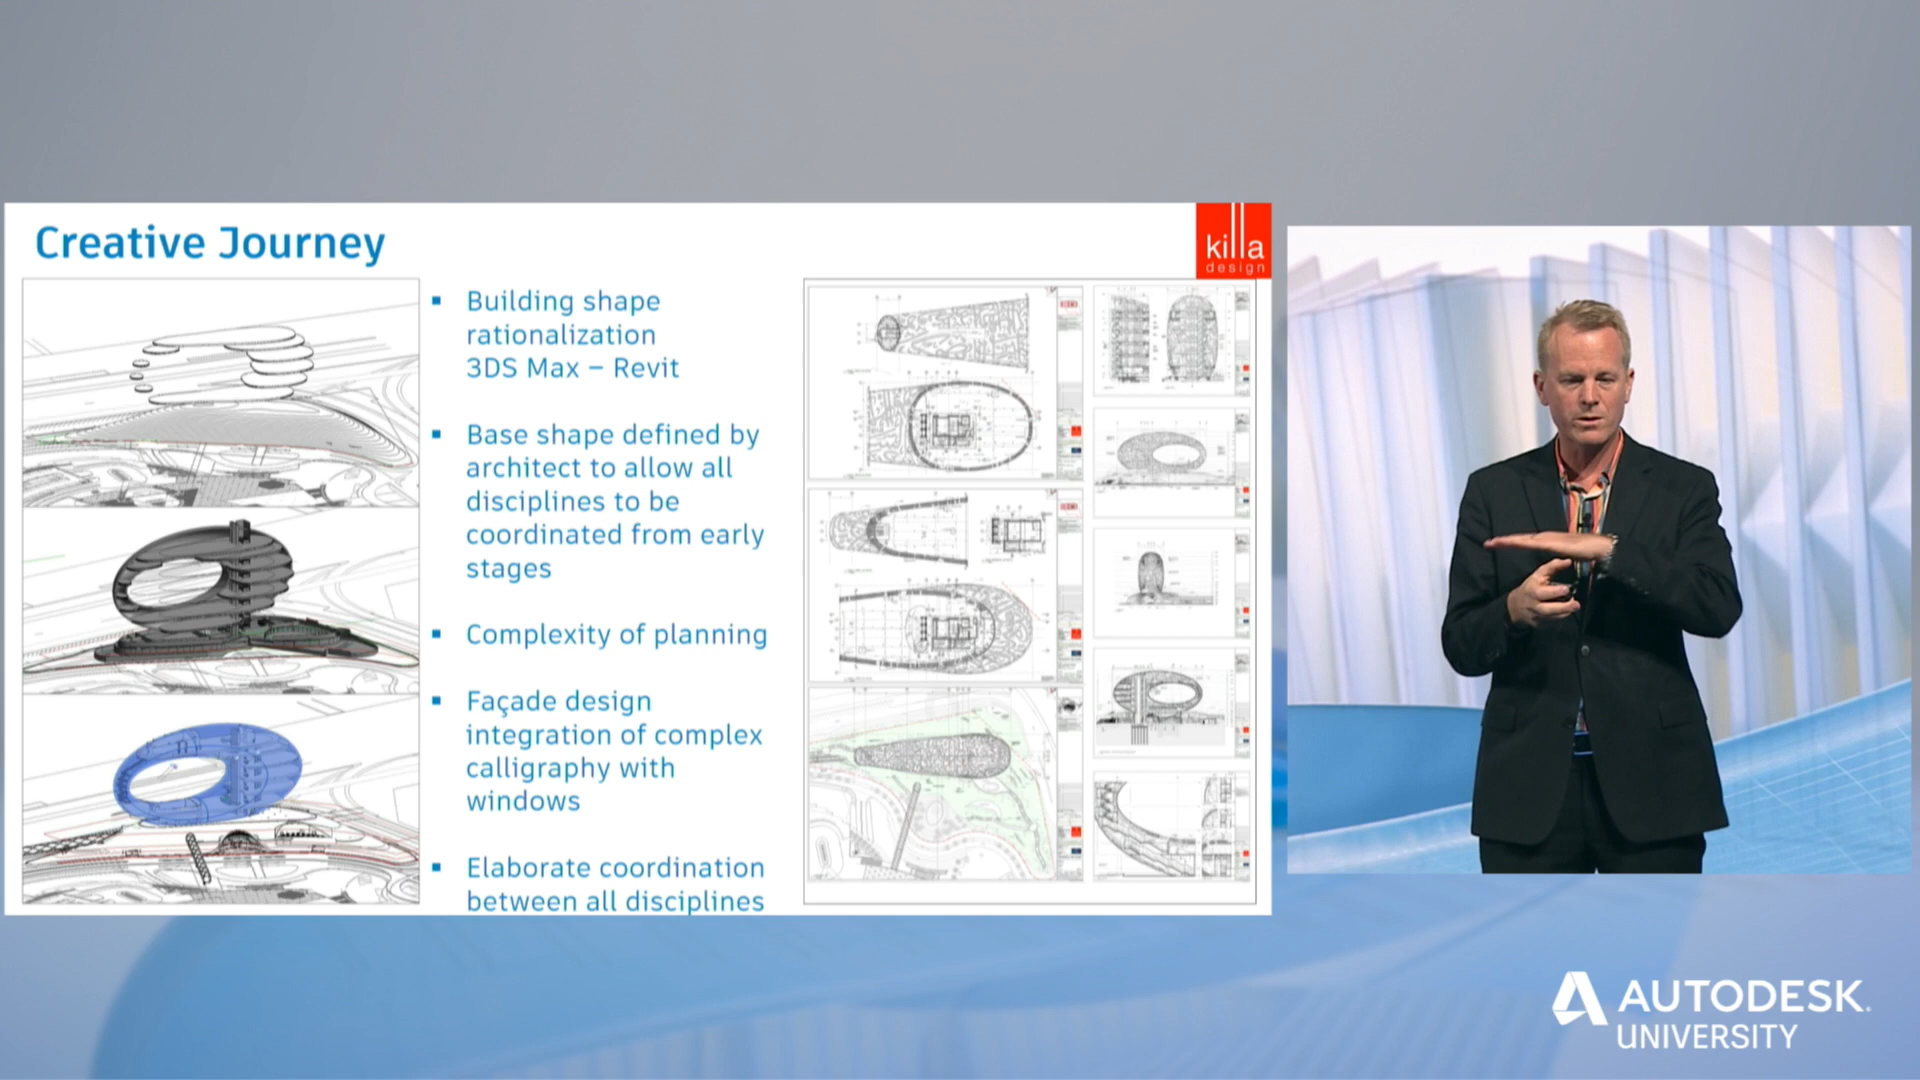 Creative Journey
killa
design
▪ Building shape
rationalization
3DS Max – Revit
▪ Base shape defined by
architect to allow all
disciplines to be
coordinated from early
stages
▪ Complexity of planning
▪ Façade design
integration of complex
calligraphy with
windows
▪ Elaborate coordination
between all disciplines
AUTODESK.
UNIVERSITY